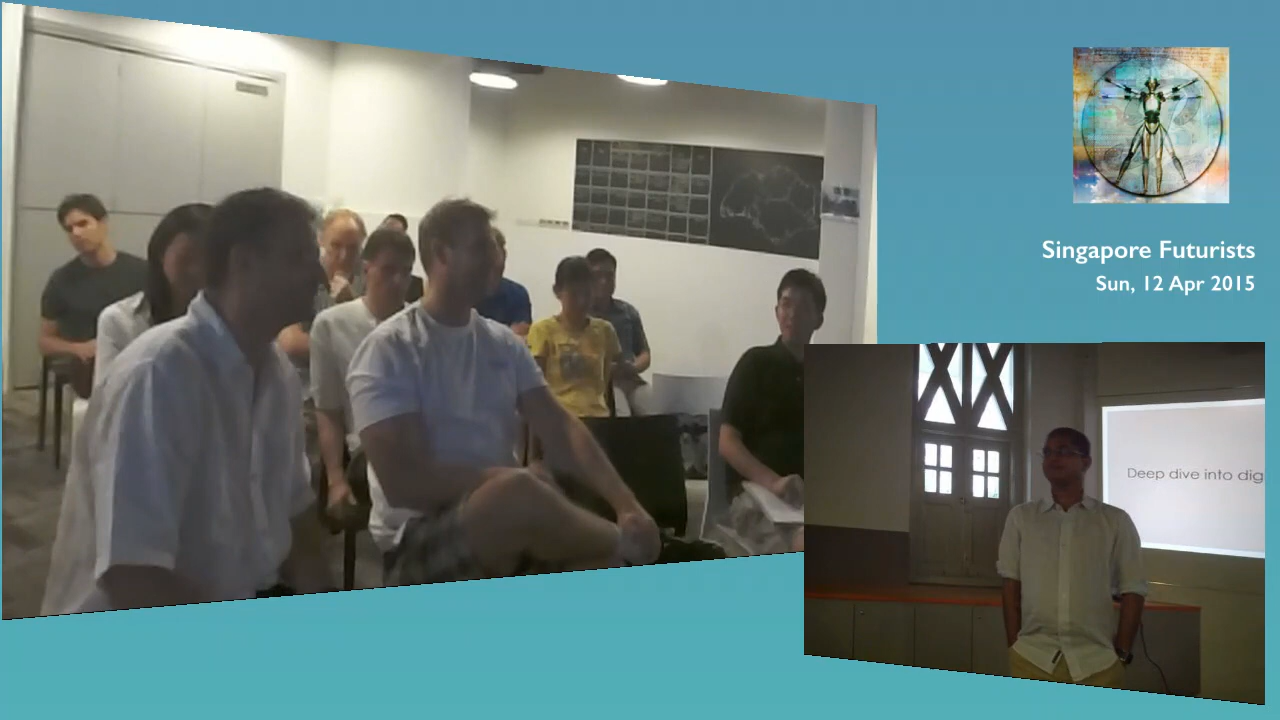 Singapore Futurists
Sun, 12 Apr 2015
Deep dive into dig